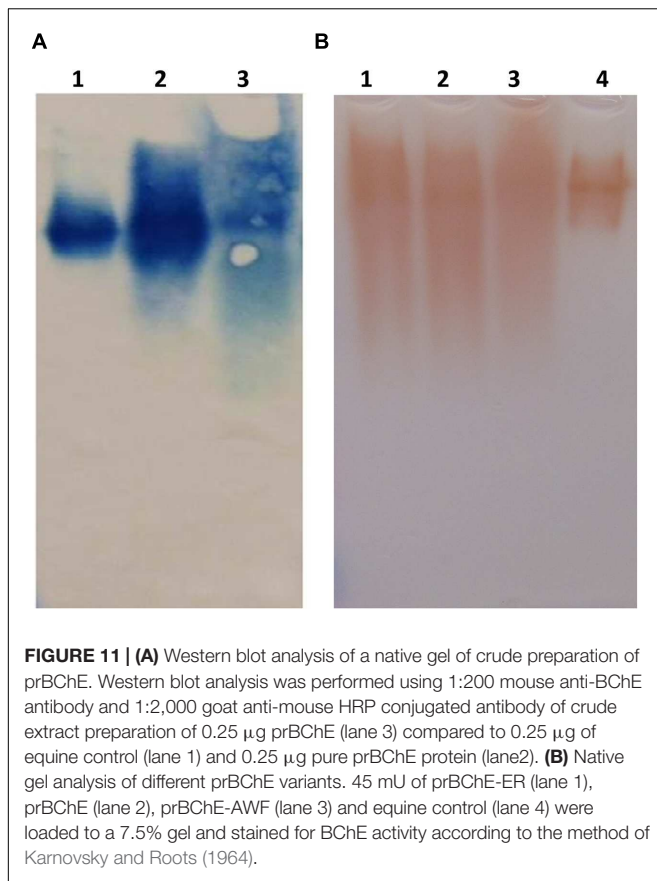 A
B
1 2 3
1 2 3 4
FIGURE 11 | (A) Western blot analysis of a native gel of crude preparation of
prBChE. Western blot analysis was performed using 1:200 mouse anti-BChE
antibody and 1:2,000 goat anti-mouse HRP conjugated antibody of crude
extract preparation of 0.25 μg prBChE (lane 3) compared to 0.25 μg of
equine control (lane 1) and 0.25 μg pure prBChE protein (lane2). (B) Native
gel analysis of different prBChE variants. 45 mU of prBChE-ER (lane 1),
prBChE (lane 2), prBChE-AWF (lane 3) and equine control (lane 4) were
loaded to a 7.5% gel and stained for BChE activity according to the method of
Karnovsky and Roots (1964).